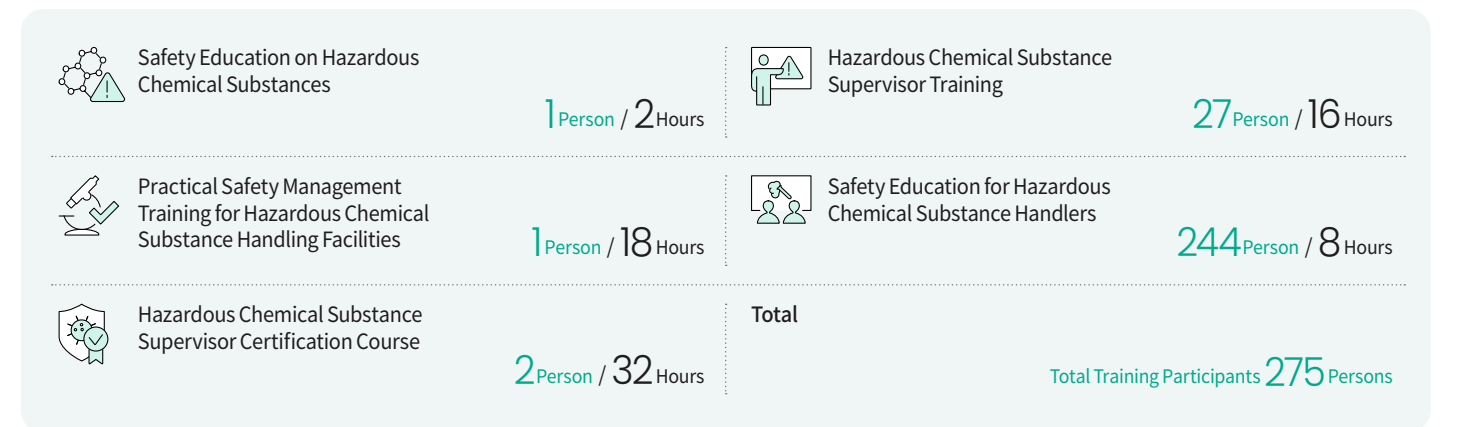 Safety Education on Hazardous
Chemical Substances
1 Person / 2 Hours
Hazardous Chemical Substance
Supervisor Training
27 Person / 16 Hours
Practical Safety Management
Training for Hazardous Chemical
Substance Handling Facilities
1 Person / 18 Hours
Safety Education for Hazardous
Chemical Substance Handlers
244 Person / 8 Hours
Hazardous Chemical Substance
Supervisor Certification Course
2 Person / 32 Hours
Total
Total Training Participants 275 Persons